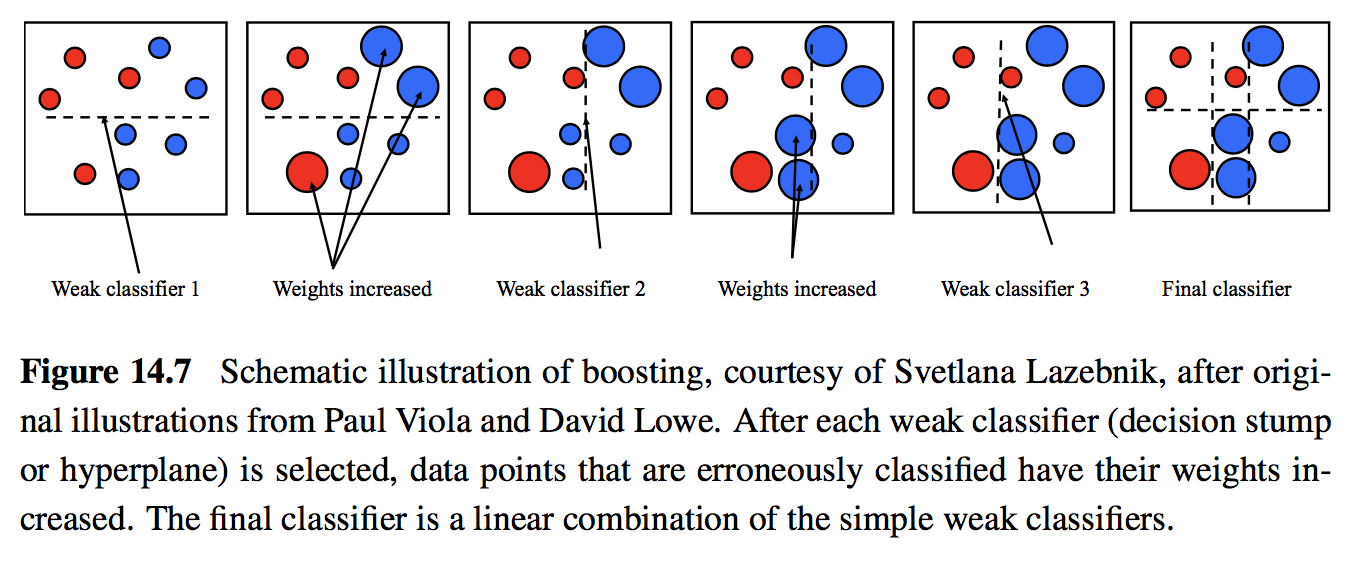 Weak classifier 1
Weights increased
Weak classifier 2
Weights increased
Weak classifier 3
Final classifier
Figure 14.7 Schematic illustration of boosting, courtesy of Svetlana Lazebnik, after origi-
nal illustrations from Paul Viola and David Lowe. After each weak classifier (decision stump
or hyperplane) is selected, data points that are erroneously classified have their weights in-
creased. The final classifier is a linear combination of the simple weak classifiers.